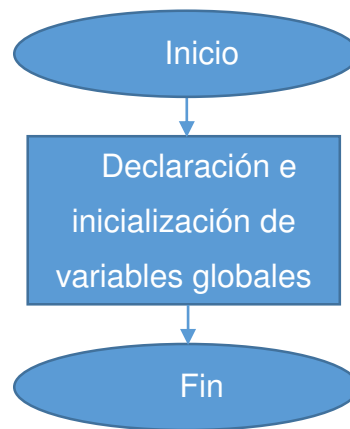 Inicio
Declaración e
inicialización de
variables globales
Fin